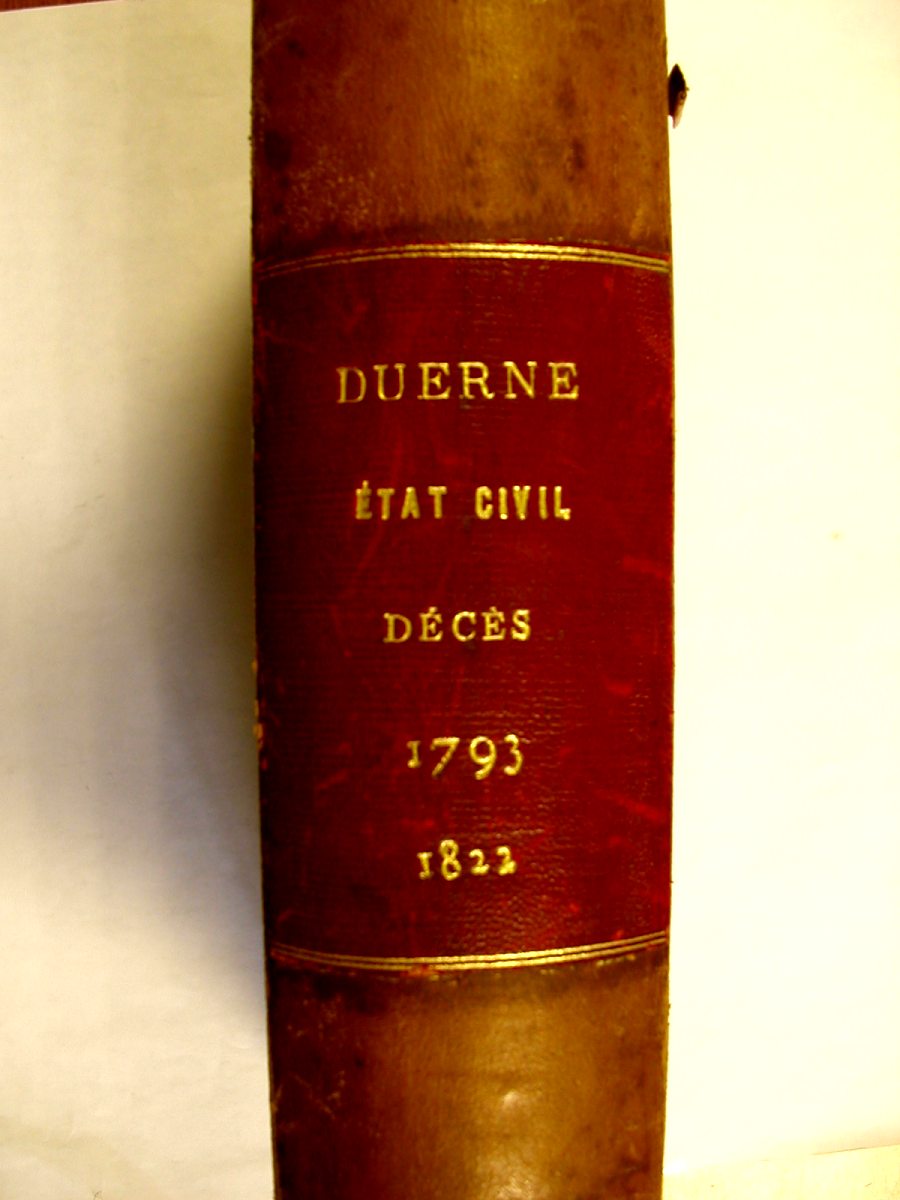 DUERNE
ÉTAT CIVIL
DÉCÈS
1793
1822